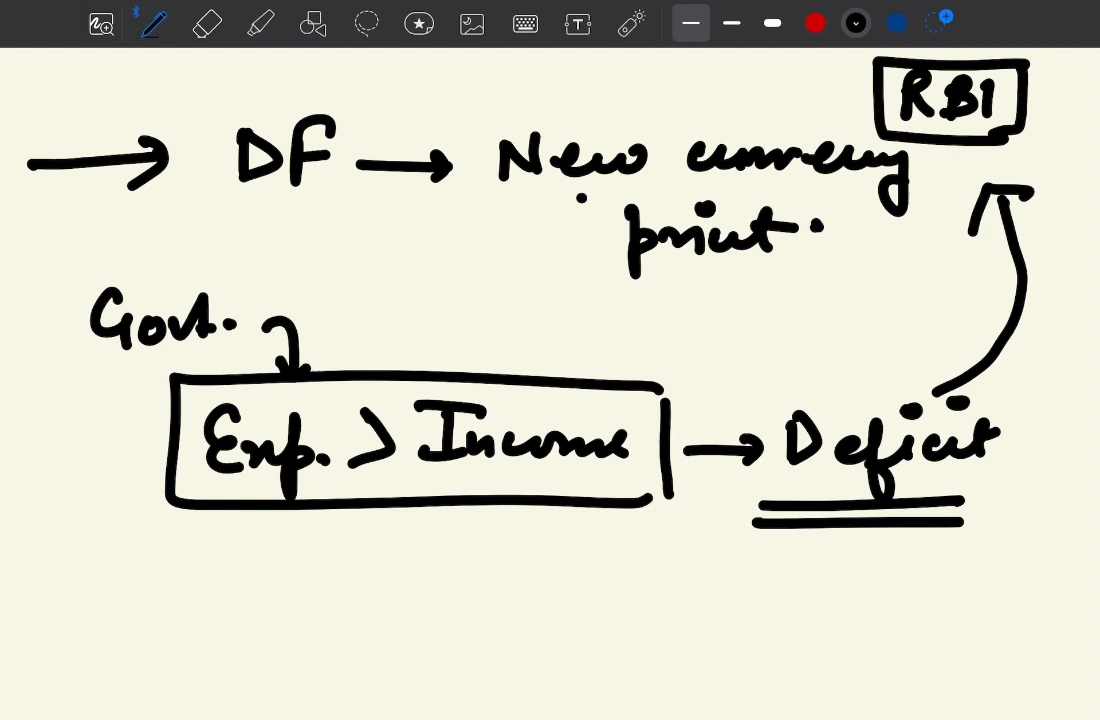 RBI
→ DF → New currency
print.
Govt.
Exp. > Income → Deficit